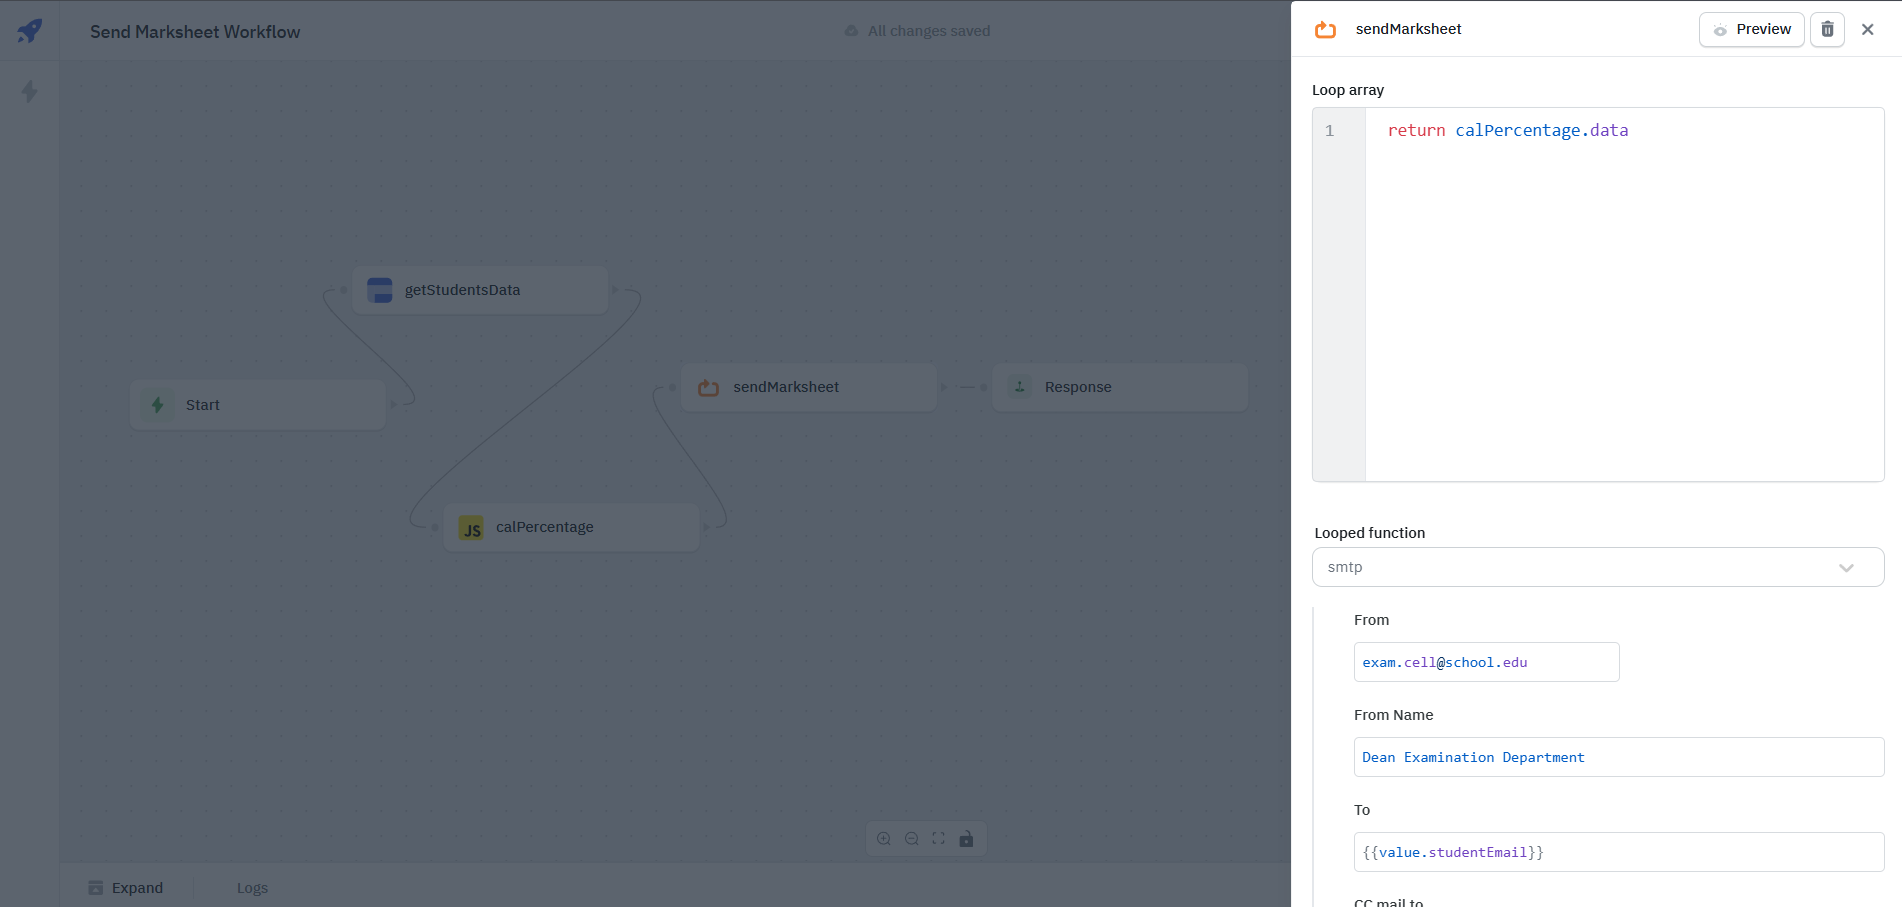 Send Marksheet Workflow
All changes saved
getStudentsData
Start
sendMarksheet
Response
JS calPercentage
Expand
Logs
sendMarksheet
Preview
Loop array
1 return calPercentage.data
Looped function
smtp
From
exam.cell@school.edu
From Name
Dean Examination Department
To
{{value.studentEmail}}
CC mail to